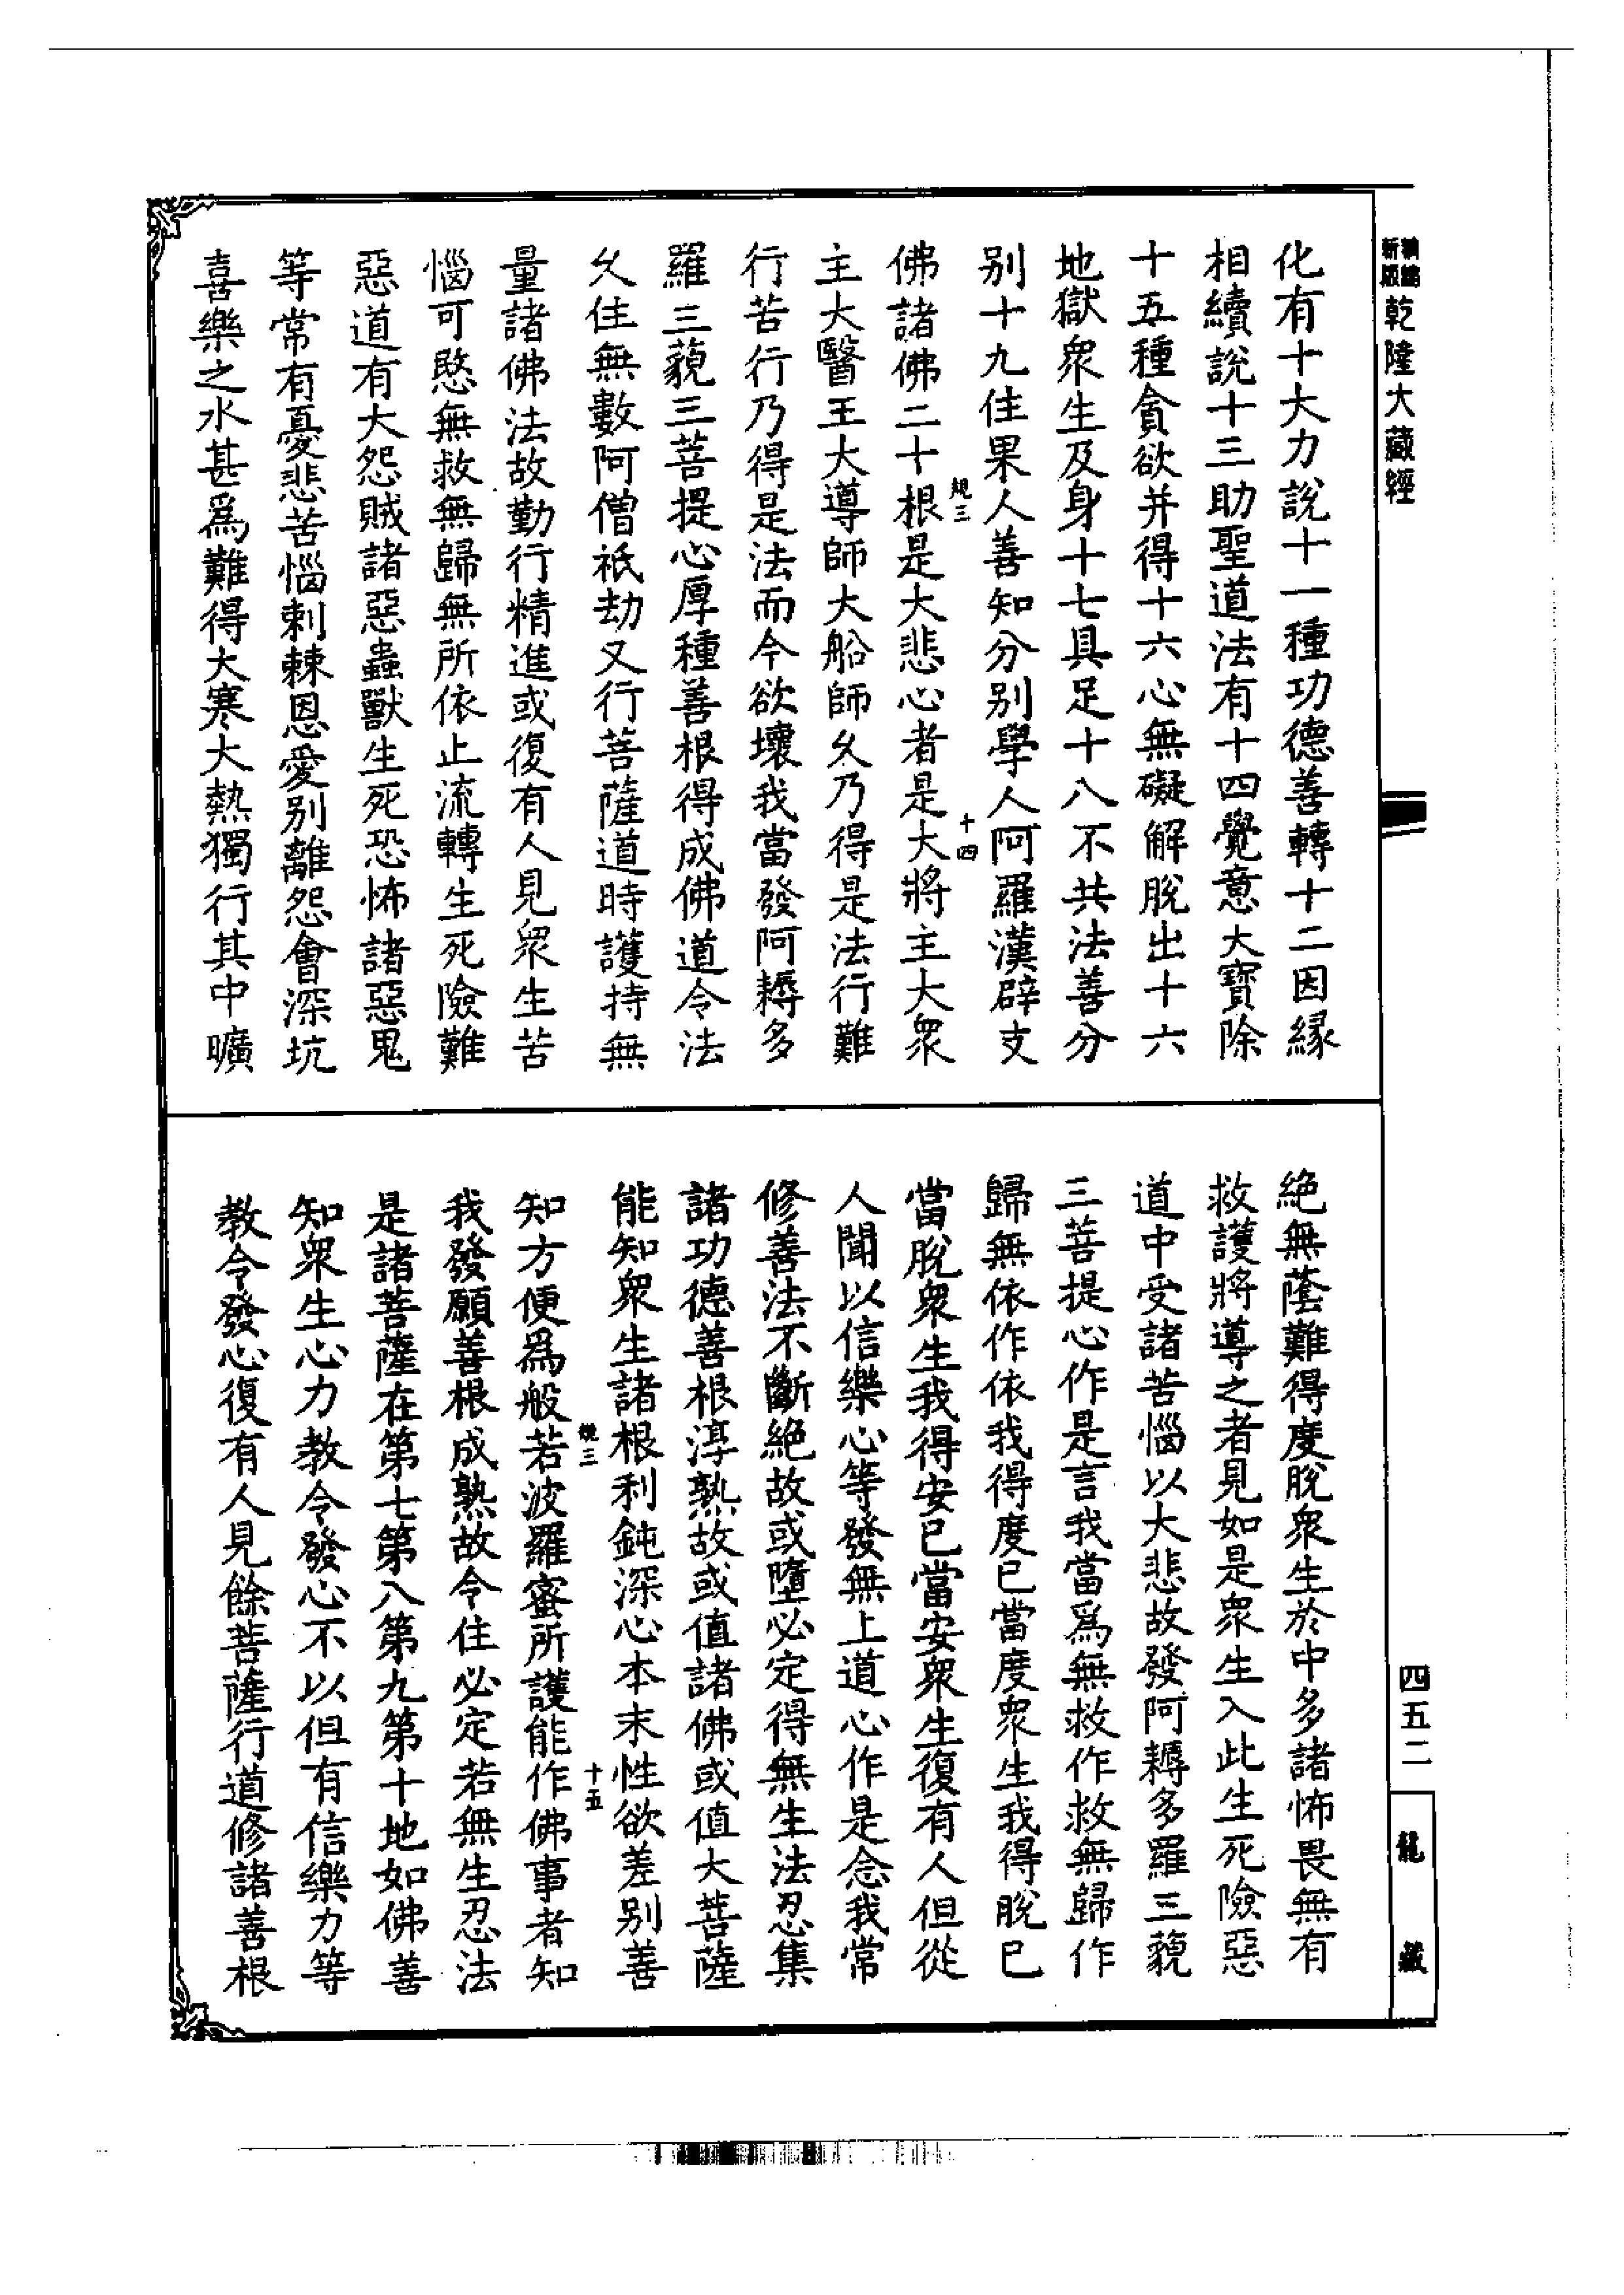 新版
乾隆大藏經
化有十大力說十一種功德善轉十二因緣
相續說十三助聖道法有十四覺意大寶除
十五種貪欲并得十六心無礙解脫出十六
地獄眾生及身十七具足十八不共法善分
別十九住果人善知分別學人阿羅漢辟支
佛諸佛二十根是大悲心者是大將主大眾
主大醫王大導師大船師久乃得是法行難
行苦行乃得是法而今欲壞我當發阿耨多
羅三藐三菩提心厚種善根得成佛道令法
久住無數阿僧祇劫又行菩薩道時護持無
量諸佛法故勤行精進或復有人見眾生苦
惱可愍無救無歸無所依止流轉生死險難
惡道有大怨賊諸惡蟲獸生死恐怖諸惡鬼
等常有憂悲苦惱刺棘恩愛別離怨會深坑
喜樂之水甚為難得大寒大熱獨行其中曠
三
十四
絕無蔭難得度脫眾生於中多諸怖畏無有
救護將導之者見如是眾生入此生死險惡
道中受諸苦惱以大悲故發阿耨多羅三藐
三菩提心作是言我當為無救作救無歸作
歸無依作依我得度已當度眾生我得脫已
當脫眾生我得安已當安眾生復有人但從
人聞以信樂心等發無上道心作是念我常
修善法不斷絕故或墮必定得無生法忍集
諸功德善根淳熟故或值諸佛或值大菩薩
能知眾生諸根利鈍深心本末性欲差別善
知方便為般若波羅蜜所護能作佛事者知
我發願善根成熟故令住必定若無生忍法
是諸菩薩在第七第八第九第十地如佛善
知眾生心力教令發心不以但有信樂力等
教令發心復有人見餘菩薩行道修諸善根
三
十五
四五二
龍藏